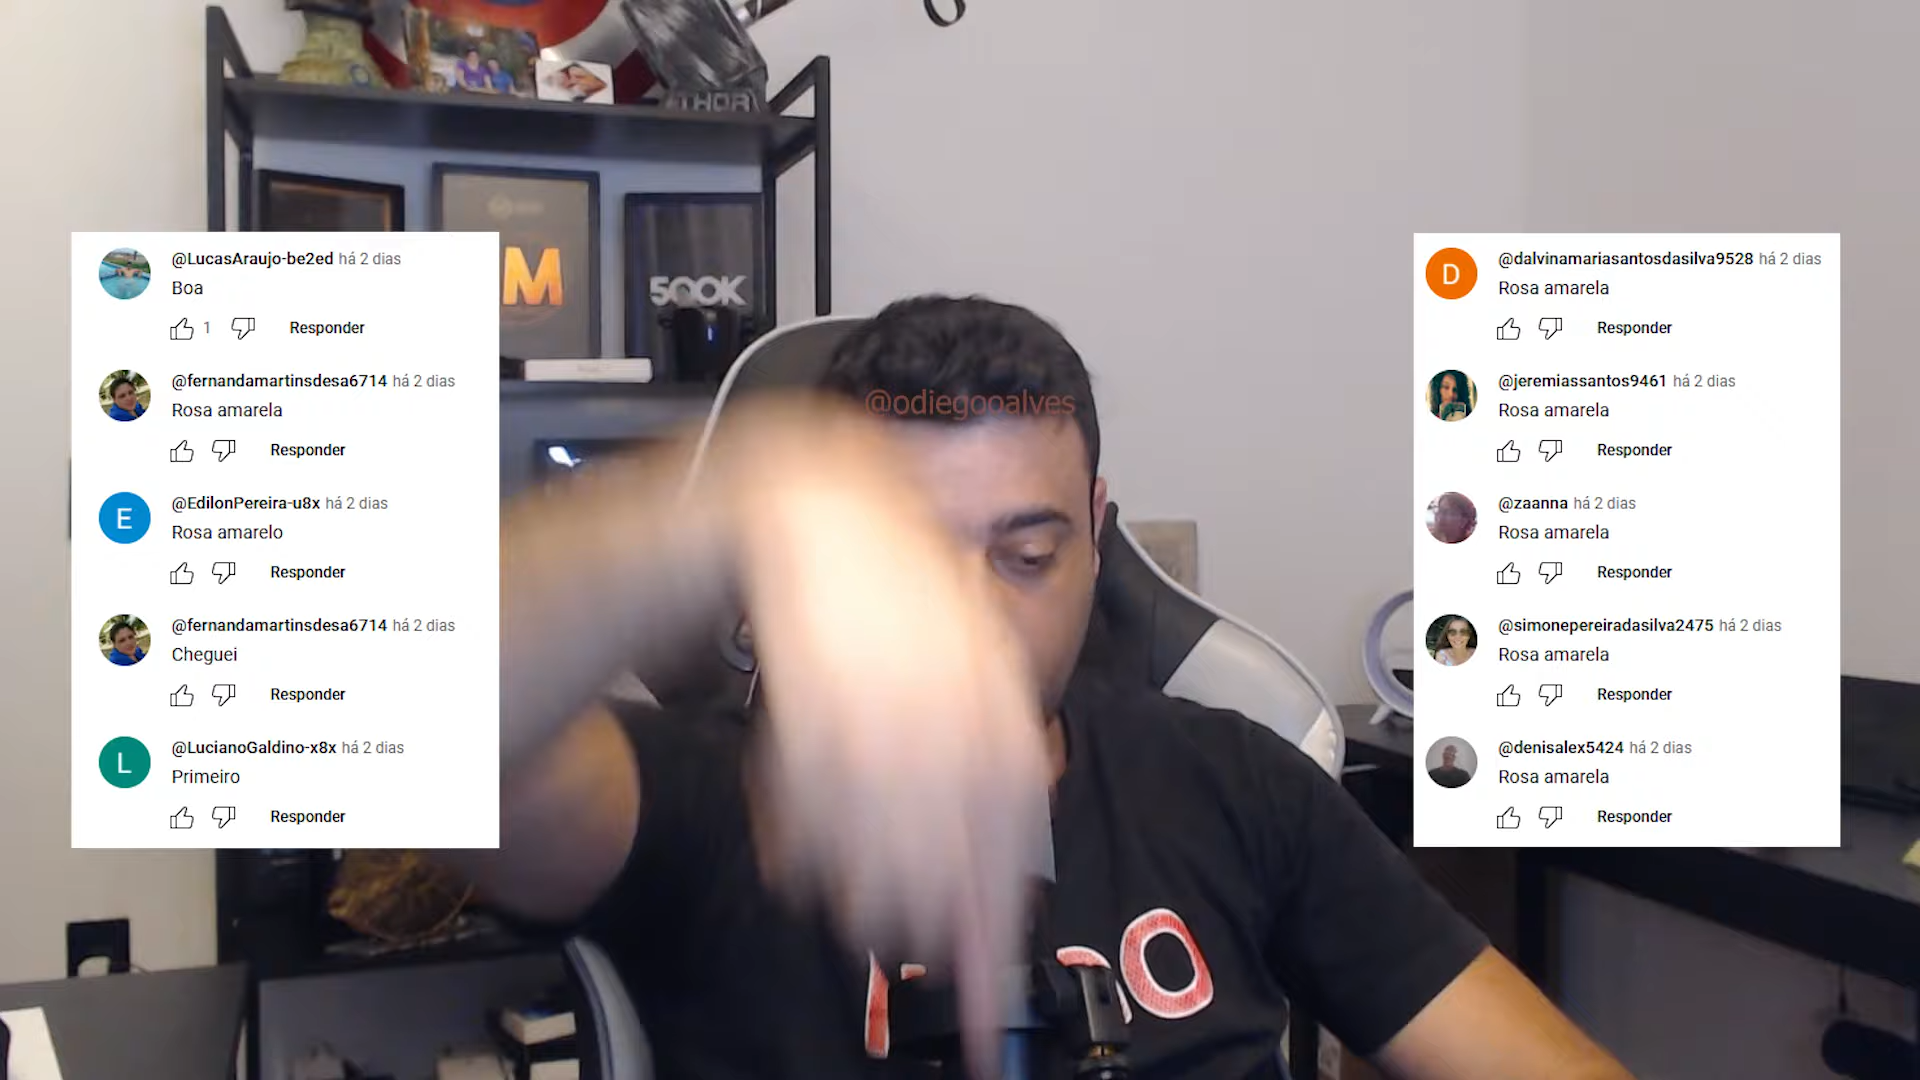 THOR
M
500K
@LucasAraujo-be2ed há 2 dias
Boa
1 Responder
@fernandamartinsdesa6714 há 2 dias
Rosa amarela
Responder
E
@EdilonPereira-u8x há 2 dias
Rosa amarelo
Responder
@fernandamartinsdesa6714 há 2 dias
Cheguei
Responder
L
@LucianoGaldino-x8x há 2 dias
Primeiro
Responder
@odiegooalves
D
@dalvinamariasantosdasilva9528 há 2 dias
Rosa amarela
Responder
@jeremiassantos9461 há 2 dias
Rosa amarela
Responder
@zaanna há 2 dias
Rosa amarela
Responder
@simonepereiradasilva2475 há 2 dias
Rosa amarela
Responder
@denisalex5424 há 2 dias
Rosa amarela
Responder